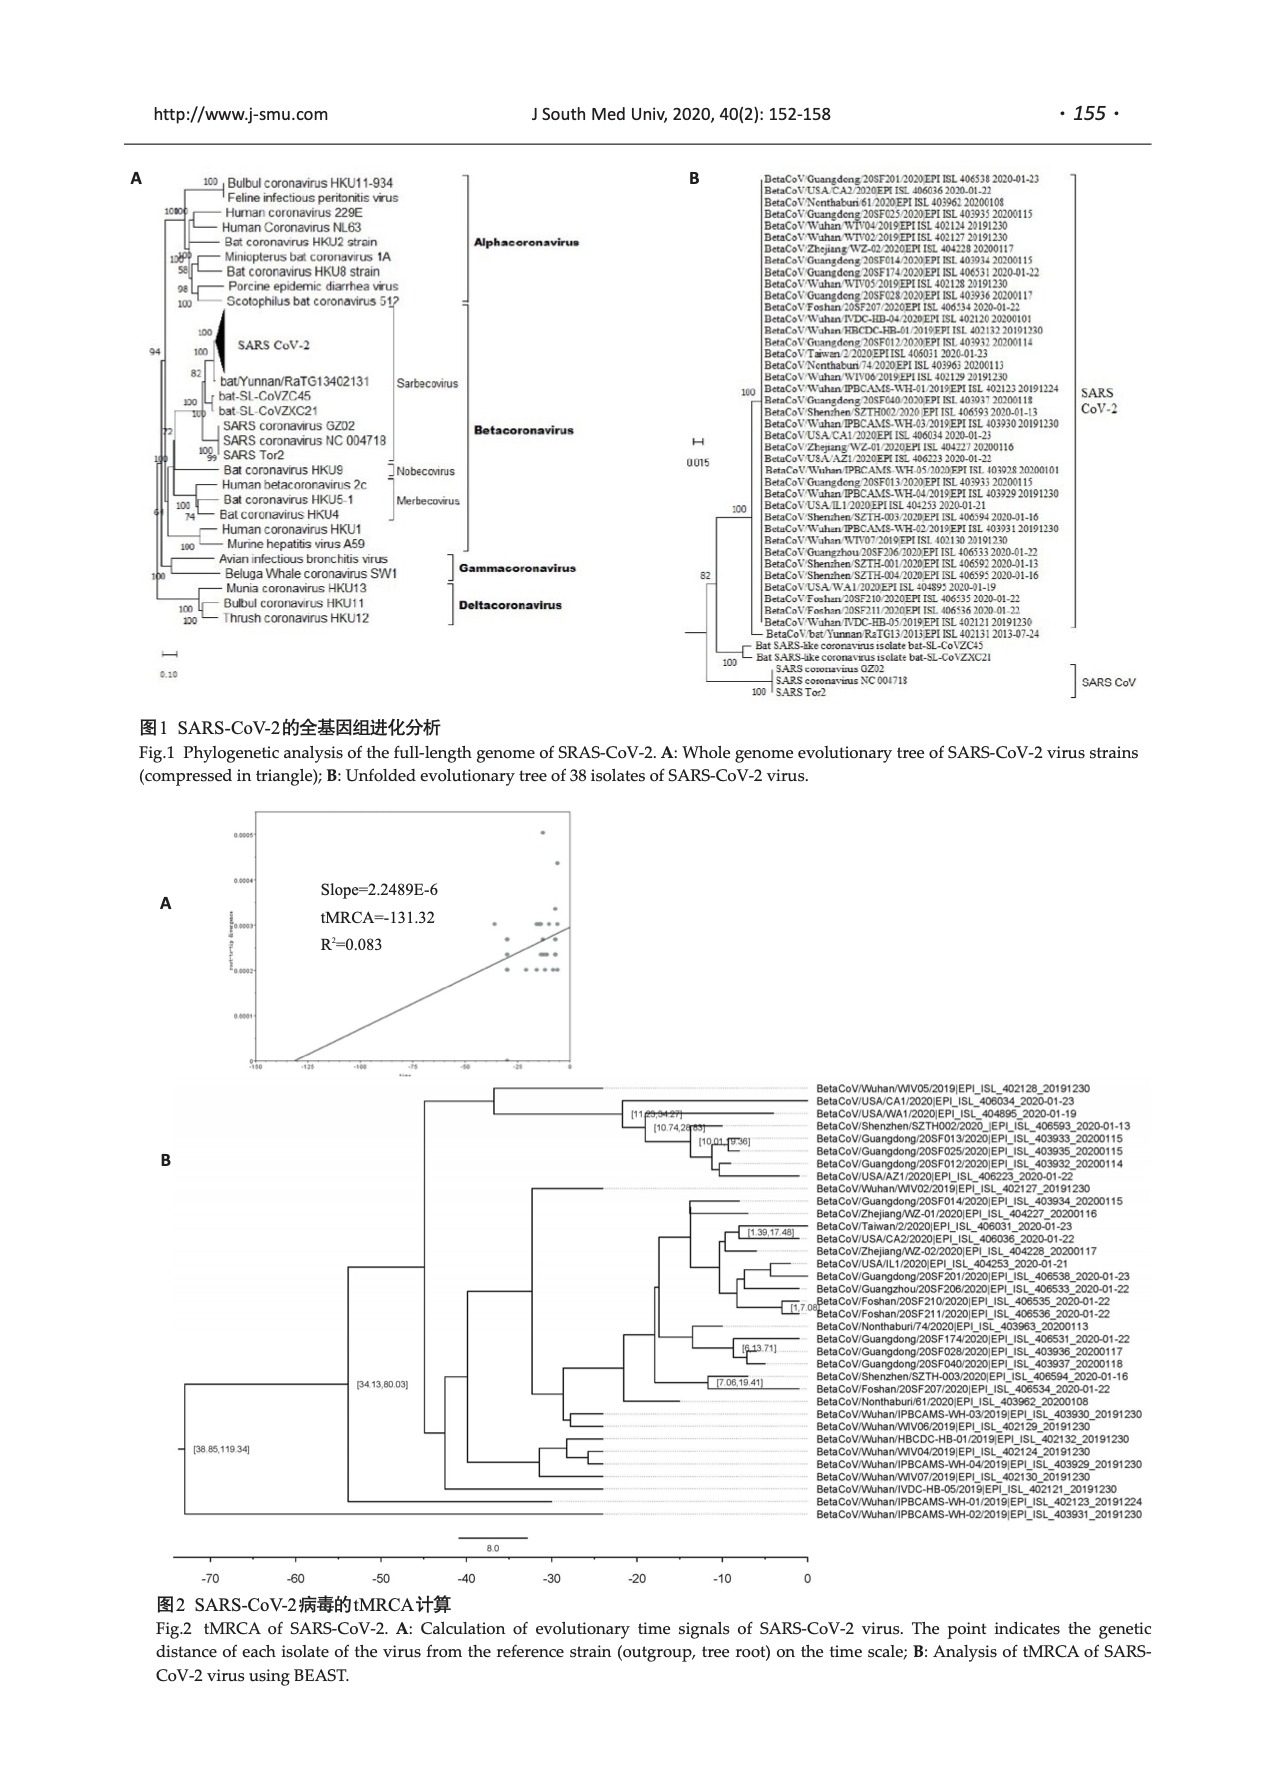 http://www.j-smu.com
J South Med Univ, 2020, 40(2): 152-158
· 155 ·
A
100
Bulbul coronavirus HKU11-934
Feline infectious peritonitis virus
Human coronavirus 229E
Human Coronavirus NL63
Bat coronavirus HKU2 strain
Miniopterus bat coronavirus 1A
58
Bat coronavirus HKU8 strain
98
Porcine epidemic diarrhea virus
100
Scotophilus bat coronavirus 512
Alphacoronavirus
100
SARS CoV-2
94
100
82
bat/Yunnan/RaTG13402131
bat-SL-CoVZC45
100
bat-SL-CoVZXC21
100
SARS coronavirus GZ02
72
SARS coronavirus NC 004718
100
99
SARS Tor2
Sarbecovirus
Betacoronavirus
100
Bat coronavirus HKU9
Nobecovirus
Human betacoronavirus 2c
Bat coronavirus HKU5-1
100
Merbecovirus
74
Bat coronavirus HKU4
Human coronavirus HKU1
100
Murine hepatitis virus A59
Avian infectious bronchitis virus
Beluga Whale coronavirus SW1
100
Gammacoronavirus
Munia coronavirus HKU13
Bulbul coronavirus HKU11
100
Thrush coronavirus HKU12
100
Deltacoronavirus
0.10
B
BetaCoV/Guangdong/20SF201/2020|EPI ISL 406538 2020-01-23
BetaCoV/USA/CA2/2020|EPI ISL 406036 2020-01-22
BetaCoV/Nonthaburi/61/2020|EPI ISL 403962 20200108
BetaCoV/Guangdong/20SF025/2020|EPI ISL 403935 20200115
BetaCoV/Wuhan/WIV04/2019|EPI ISL 402124 20191230
BetaCoV/Wuhan/WIV02/2019|EPI ISL 402127 20191230
BetaCoV/Zhejiang/WZ-02/2020|EPI ISL 404228 20200117
BetaCoV/Guangdong/20SF014/2020|EPI ISL 403934 20200115
BetaCoV/Guangdong/20SF174/2020|EPI ISL 406531 2020-01-22
BetaCoV/Wuhan/WIV05/2019|EPI ISL 402128 20191230
BetaCoV/Guangdong/20SF028/2020|EPI ISL 403936 20200117
BetaCoV/Foshan/20SF207/2020|EPI ISL 406534 2020-01-22
BetaCoV/Wuhan/IVDC-HB-04/2020|EPI ISL 402120 20200101
BetaCoV/Wuhan/HBCDC-HB-01/2019|EPI ISL 402132 20191230
BetaCoV/Guangdong/20SF012/2020|EPI ISL 403932 20200114
BetaCoV/Taiwan/2/2020|EPI ISL 406031 2020-01-23
BetaCoV/Nonthaburi/74/2020|EPI ISL 403963 20200113
BetaCoV/Wuhan/WIV06/2019|EPI ISL 402129 20191230
BetaCoV/Wuhan/IPBCAMS-WH-01/2019|EPI ISL 402123 20191224
BetaCoV/Guangdong/20SF040/2020|EPI ISL 403937 20200118
BetaCoV/Shenzhen/SZTH002/2020 |EPI ISL 406593 2020-01-13
BetaCoV/Wuhan/IPBCAMS-WH-03/2019|EPI ISL 403930 20191230
BetaCoV/USA/CA1/2020|EPI ISL 406034 2020-01-23
BetaCoV/Zhejiang/WZ-01/2020|EPI ISL 404227 20200116
BetaCoV/USA/AZ1/2020|EPI ISL 406223 2020-01-22
BetaCoV/Wuhan/IPBCAMS-WH-05/2020|EPI ISL 403928 20200101
BetaCoV/Guangdong/20SF013/2020|EPI ISL 403933 20200115
BetaCoV/Wuhan/IPBCAMS-WH-04/2019|EPI ISL 403929 20191230
BetaCoV/USA/IL1/2020|EPI ISL 404253 2020-01-21
BetaCoV/Shenzhen/SZTH-003/2020|EPI ISL 406594 2020-01-16
BetaCoV/Wuhan/IPBCAMS-WH-02/2019|EPI ISL 403931 20191230
BetaCoV/Wuhan/WIV07/2019|EPI ISL 402130 20191230
BetaCoV/Guangzhou/20SF206/2020|EPI ISL 406533 2020-01-22
BetaCoV/Shenzhen/SZTH-001/2020|EPI ISL 406592 2020-01-13
BetaCoV/Shenzhen/SZTH-004/2020|EPI ISL 406595 2020-01-16
BetaCoV/USA/WA1/2020|EPI ISL 404895 2020-01-19
BetaCoV/Foshan/20SF210/2020|EPI ISL 406535 2020-01-22
BetaCoV/Foshan/20SF211/2020|EPI ISL 406536 2020-01-22
BetaCoV/Wuhan/IVDC-HB-05/2019|EPI ISL 402121 20191230
BetaCoV/bat/Yunnan/RaTG13/2013|EPI ISL 402131 2013-07-24
Bat SARS-like coronavirus isolate bat-SL-CoVZC45
Bat SARS-like coronavirus isolate bat-SL-CoVZXC21
SARS coronavirus GZ02
SARS coronavirus NC 004718
SARS Tor2
100
100
82
100
100
0.015
SARS
CoV-2
SARS CoV
图1 SARS-CoV-2的全基因组进化分析
Fig.1 Phylogenetic analysis of the full-length genome of SRAS-CoV-2. A: Whole genome evolutionary tree of SARS-CoV-2 virus strains
(compressed in triangle); B: Unfolded evolutionary tree of 38 isolates of SARS-CoV-2 virus.
A
0.0005
0.0004
0.0003
0.0002
0.0001
0
Slope=2.2489E-6
tMRCA=-131.32
R²=0.083
-150 -125 -100 -75 -50 -25 0
B
BetaCoV/Wuhan/WIV05/2019|EPI_ISL_402128_20191230
BetaCoV/USA/CA1/2020|EPI_ISL_406034_2020-01-23
BetaCoV/USA/WA1/2020|EPI_ISL_404895_2020-01-19
BetaCoV/Shenzhen/SZTH002/2020_|EPI_ISL_406593_2020-01-13
BetaCoV/Guangdong/20SF013/2020|EPI_ISL_403933_20200115
BetaCoV/Guangdong/20SF025/2020|EPI_ISL_403935_20200115
BetaCoV/Guangdong/20SF012/2020|EPI_ISL_403932_20200114
BetaCoV/USA/AZ1/2020|EPI_ISL_406223_2020-01-22
BetaCoV/Wuhan/WIV02/2019|EPI_ISL_402127_20191230
BetaCoV/Guangdong/20SF014/2020|EPI_ISL_403934_20200115
BetaCoV/Zhejiang/WZ-01/2020|EPI_ISL_404227_20200116
BetaCoV/Taiwan/2/2020|EPI_ISL_406031_2020-01-23
BetaCoV/USA/CA2/2020|EPI_ISL_406036_2020-01-22
BetaCoV/Zhejiang/WZ-02/2020|EPI_ISL_404228_20200117
BetaCoV/USA/IL1/2020|EPI_ISL_404253_2020-01-21
BetaCoV/Guangdong/20SF201/2020|EPI_ISL_406538_2020-01-23
BetaCoV/Guangzhou/20SF206/2020|EPI_ISL_406533_2020-01-22
BetaCoV/Foshan/20SF210/2020|EPI_ISL_406535_2020-01-22
BetaCoV/Foshan/20SF211/2020|EPI_ISL_406536_2020-01-22
BetaCoV/Nonthaburi/74/2020|EPI_ISL_403963_20200113
BetaCoV/Guangdong/20SF174/2020|EPI_ISL_406531_2020-01-22
BetaCoV/Guangdong/20SF028/2020|EPI_ISL_403936_20200117
BetaCoV/Guangdong/20SF040/2020|EPI_ISL_403937_20200118
BetaCoV/Shenzhen/SZTH-003/2020|EPI_ISL_406594_2020-01-16
BetaCoV/Foshan/20SF207/2020|EPI_ISL_406534_2020-01-22
BetaCoV/Nonthaburi/61/2020|EPI_ISL_403962_20200108
BetaCoV/Wuhan/IPBCAMS-WH-03/2019|EPI_ISL_403930_20191230
BetaCoV/Wuhan/WIV06/2019|EPI_ISL_402129_20191230
BetaCoV/Wuhan/HBCDC-HB-01/2019|EPI_ISL_402132_20191230
BetaCoV/Wuhan/WIV04/2019|EPI_ISL_402124_20191230
BetaCoV/Wuhan/IPBCAMS-WH-04/2019|EPI_ISL_403929_20191230
BetaCoV/Wuhan/WIV07/2019|EPI_ISL_402130_20191230
BetaCoV/Wuhan/IVDC-HB-05/2019|EPI_ISL_402121_20191230
BetaCoV/Wuhan/IPBCAMS-WH-01/2019|EPI_ISL_402123_20191224
BetaCoV/Wuhan/IPBCAMS-WH-02/2019|EPI_ISL_403931_20191230
[11.23,34.27]
[10.74,28.83]
[10.01,19.36]
[1.39,17.48]
[1,7.08]
[6,13.71]
[7.06,19.41]
[34.13,80.03]
[38.85,119.34]
8.0
-70 -60 -50 -40 -30 -20 -10 0
图2 SARS-CoV-2病毒的tMRCA计算
Fig.2 tMRCA of SARS-CoV-2. A: Calculation of evolutionary time signals of SARS-CoV-2 virus. The point indicates the genetic
distance of each isolate of the virus from the reference strain (outgroup, tree root) on the time scale; B: Analysis of tMRCA of SARS-
CoV-2 virus using BEAST.